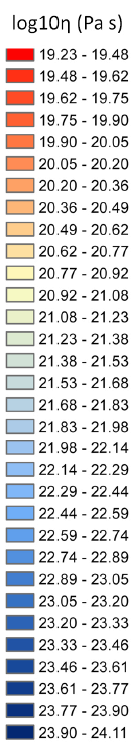 log10η (Pa s)
19.23 - 19.48
19.48 - 19.62
19.62 - 19.75
19.75 - 19.90
19.90 - 20.05
20.05 - 20.20
20.20 - 20.36
20.36 - 20.49
20.49 - 20.62
20.62 - 20.77
20.77 - 20.92
20.92 - 21.08
21.08 - 21.23
21.23 - 21.38
21.38 - 21.53
21.53 - 21.68
21.68 - 21.83
21.83 - 21.98
21.98 - 22.14
22.14 - 22.29
22.29 - 22.44
22.44 - 22.59
22.59 - 22.74
22.74 - 22.89
22.89 - 23.05
23.05 - 23.20
23.20 - 23.33
23.33 - 23.46
23.46 - 23.61
23.61 - 23.77
23.77 - 23.90
23.90 - 24.11